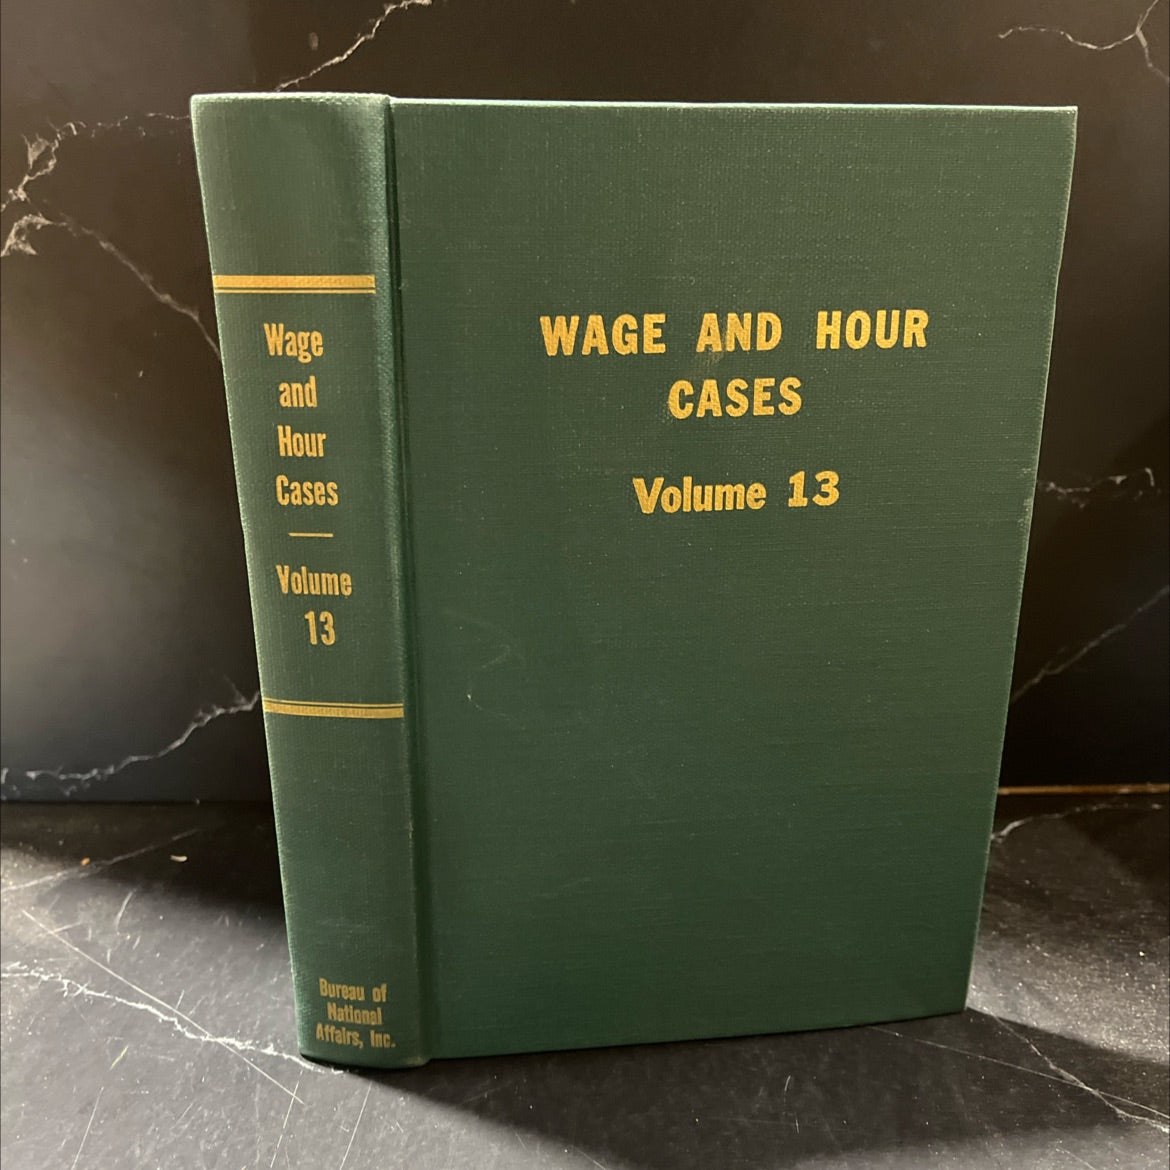 Wage
and
Hour
Cases
Volume
13
Bureau of
National
Affairs, Inc.
WAGE AND HOUR
CASES
Volume 13